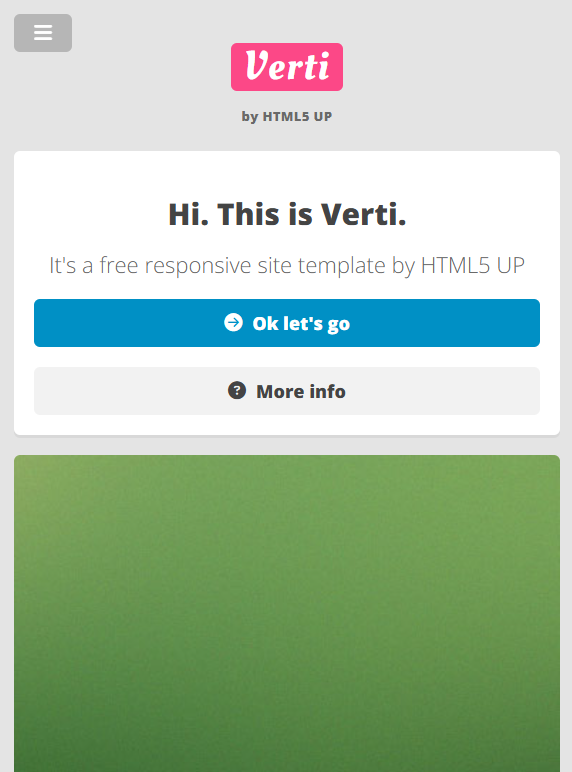 Verti
by HTML5 UP
Hi. This is Verti.
It's a free responsive site template by HTML5 UP
Ok let's go
More info